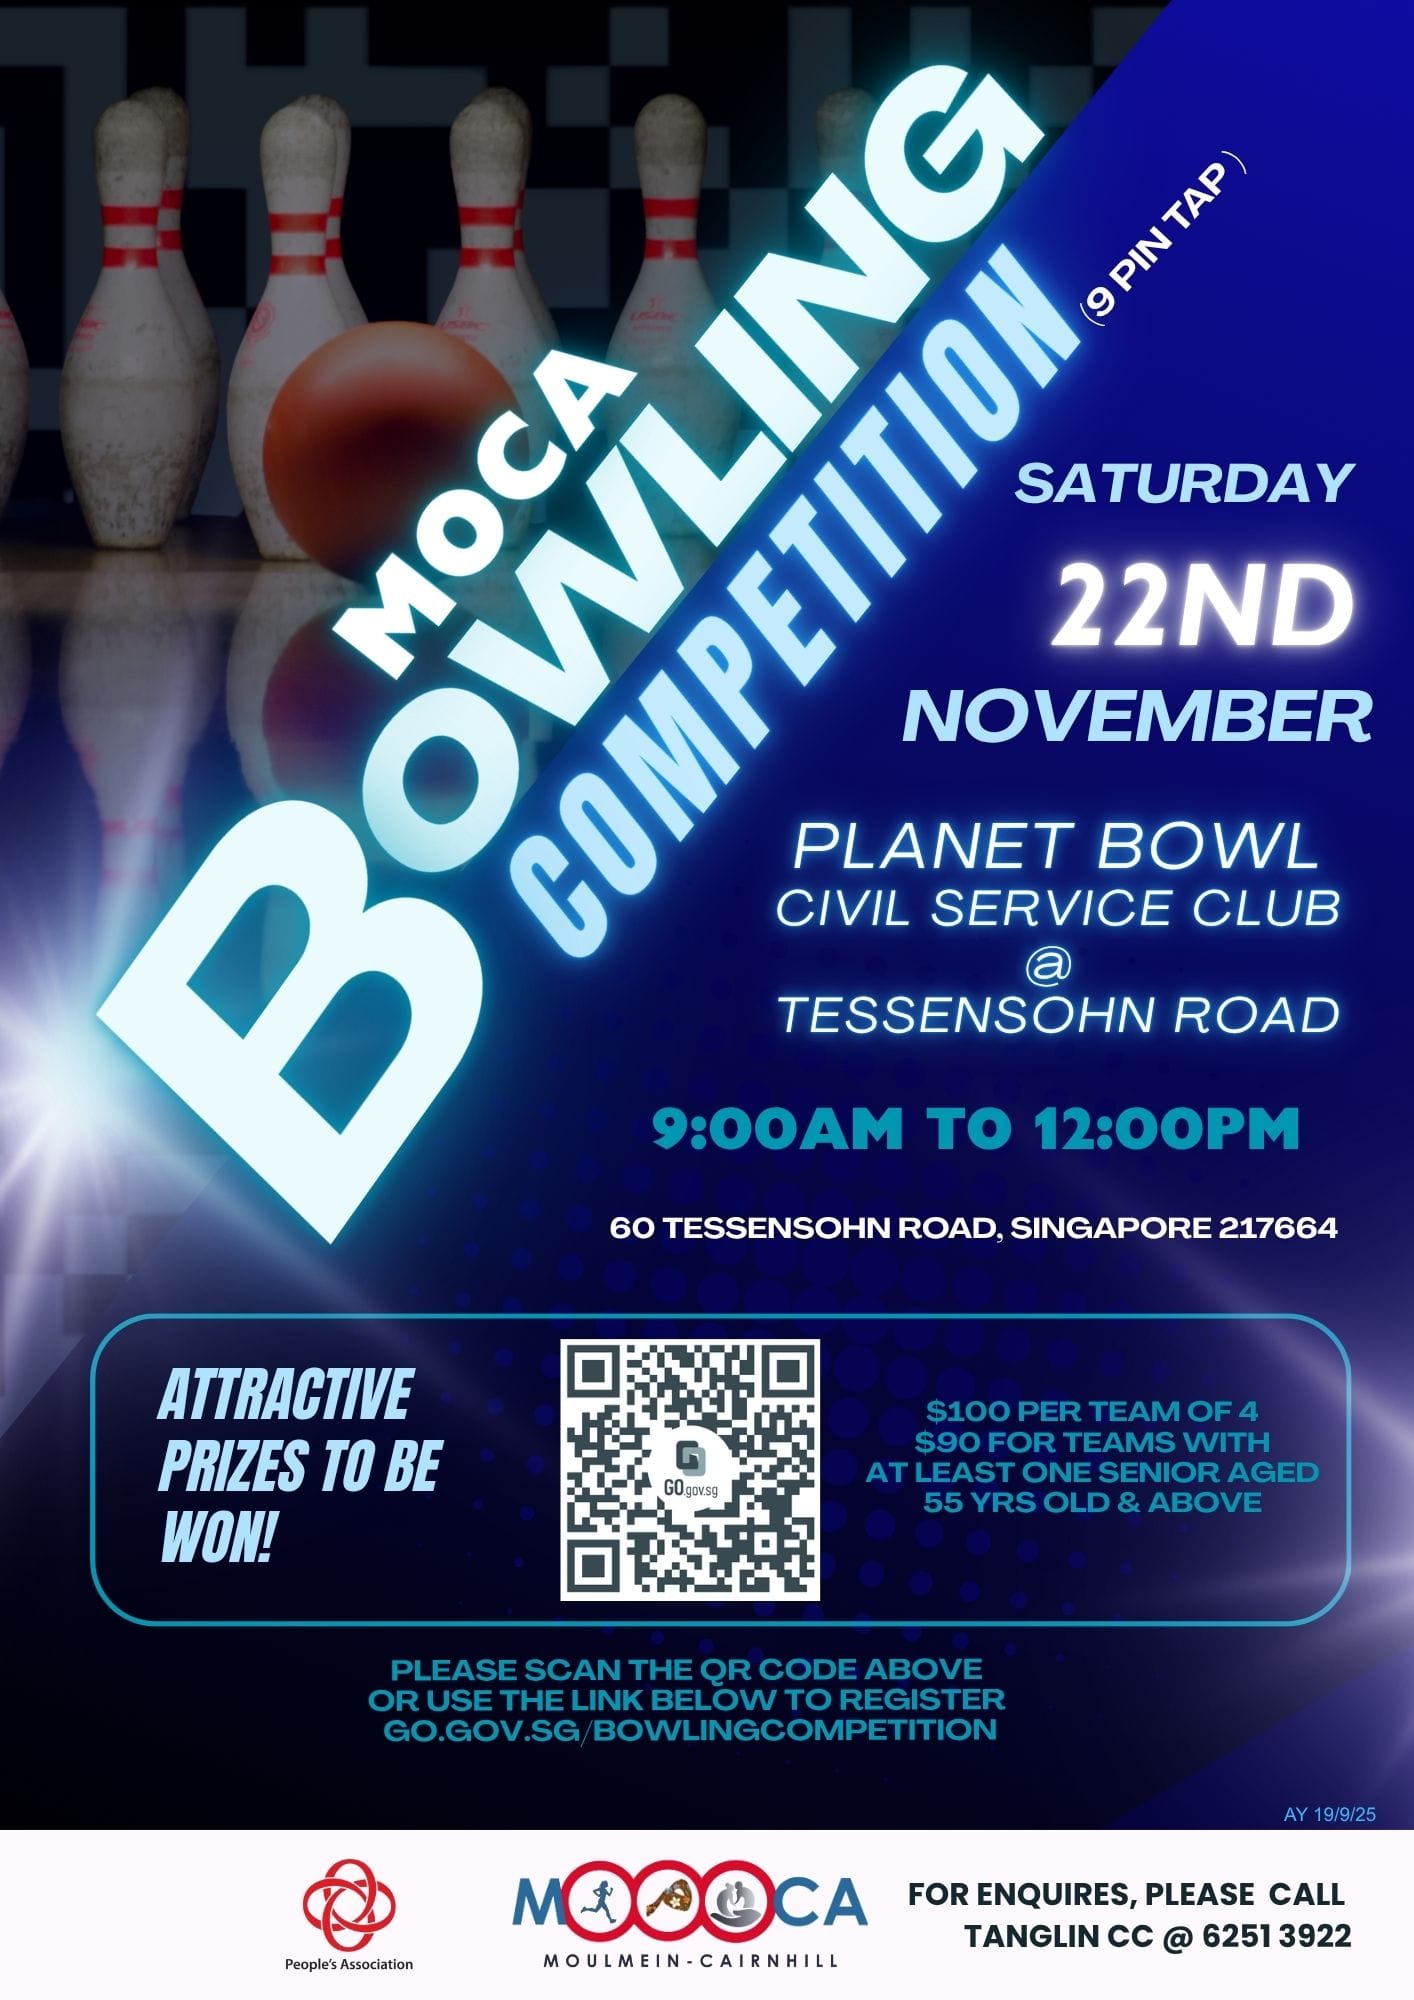 MOCA
BOWLING
COMPETITION
(9 PIN TAP)
SATURDAY
22ND
NOVEMBER
PLANET BOWL
CIVIL SERVICE CLUB
@
TESSENSOHN ROAD
9:00AM TO 12:00PM
60 TESSENSOHN ROAD, SINGAPORE 217664
ATTRACTIVE
PRIZES TO BE
WON!
GO.gov.sg
$100 PER TEAM OF 4
$90 FOR TEAMS WITH
AT LEAST ONE SENIOR AGED
55 YRS OLD & ABOVE
PLEASE SCAN THE QR CODE ABOVE
OR USE THE LINK BELOW TO REGISTER
GO.GOV.SG/BOWLINGCOMPETITION
AY 19/9/25
People's Association
MOOOCA
MOULMEIN-CAIRNHILL
FOR ENQUIRES, PLEASE CALL
TANGLIN CC @ 6251 3922